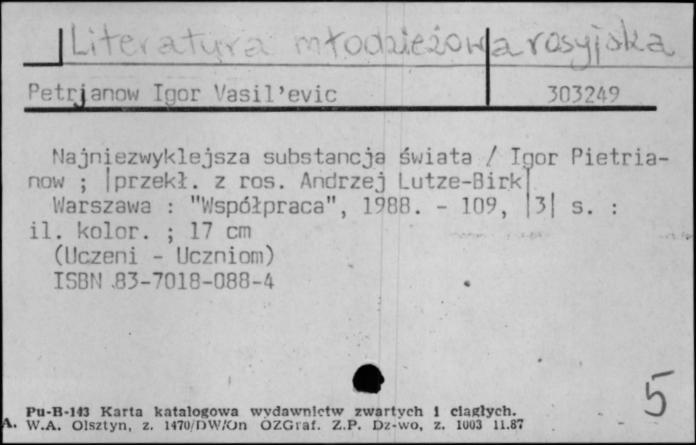 Literatura młodzieżowa rosyjska
Petrjanow Igor Vasil'evic 303249
Najniezwyklejsza substancja świata / Igor Pietria-
now ; |przekł. z ros. Andrzej Lutze-Birk|
Warszawa : "Współpraca", 1988. - 109, |3| s. :
il. kolor. ; 17 cm
(Uczeni - Uczniom)
ISBN 83-7018-088-4
5
Pu-B-143 Karta katalogowa wydawnictw zwartych i ciągłych.
A. W.A. Olsztyn, z. 1470/DW/Jn OZGraf. Z.P. Dz-wo, z. 1003 11.87